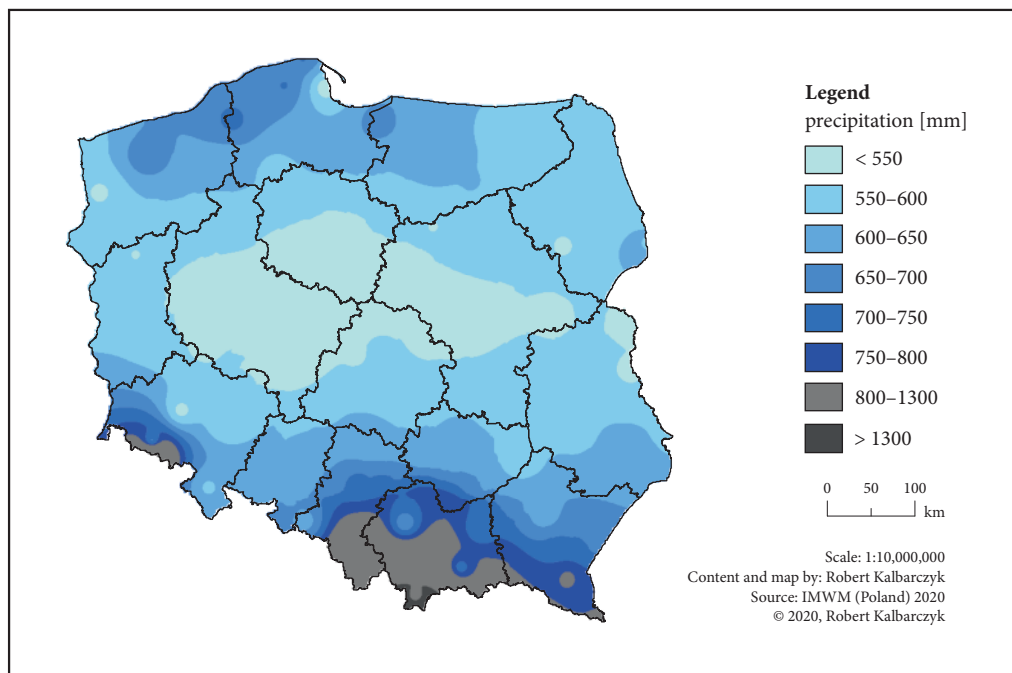 Legend
precipitation [mm]
< 550
550–600
600–650
650–700
700–750
750–800
800–1300
> 1300
0 50 100
km
Scale: 1:10,000,000
Content and map by: Robert Kalbarczyk
Source: IMWM (Poland) 2020
© 2020, Robert Kalbarczyk